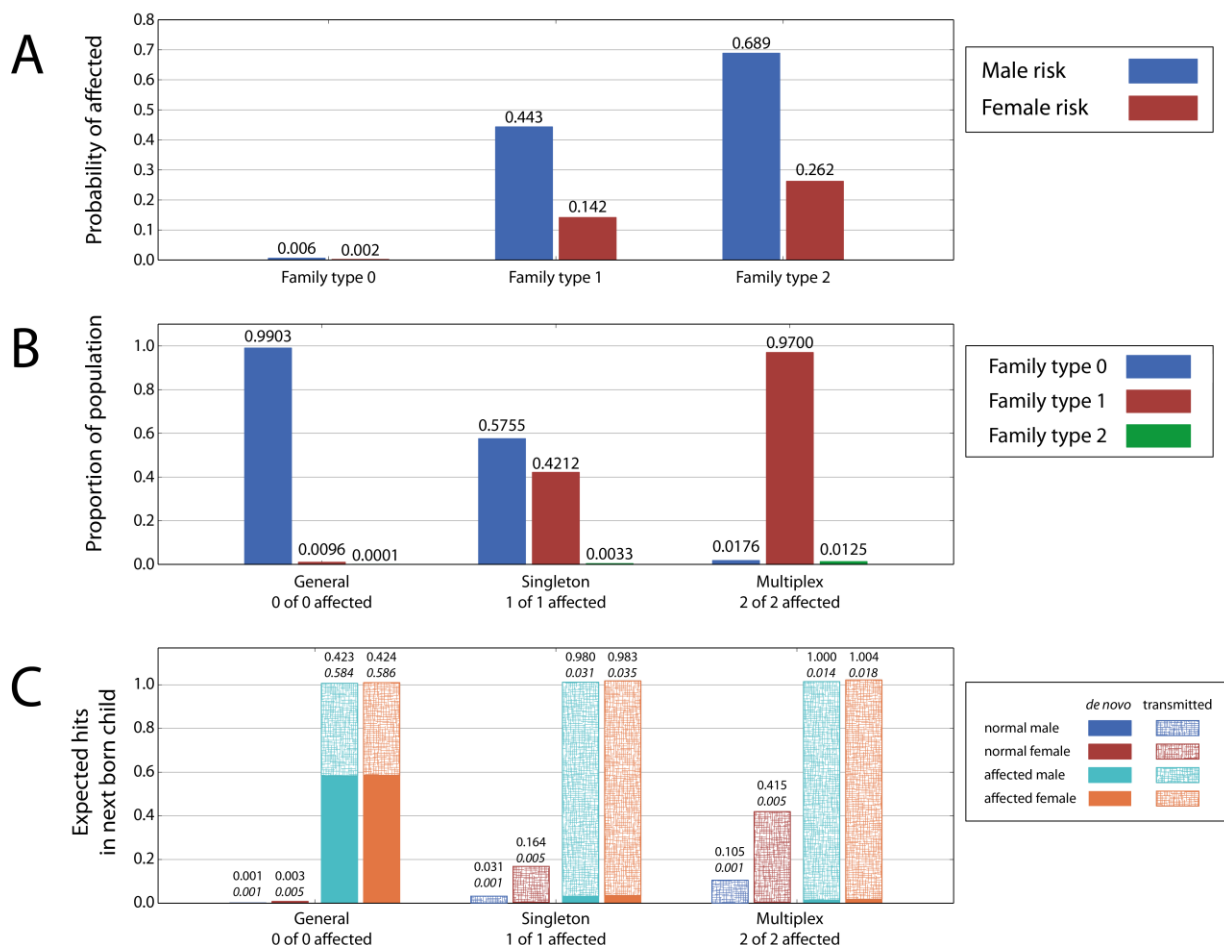 A
Probability of affected
0.8
0.7
0.6
0.5
0.4
0.3
0.2
0.1
0.0
0.006
0.002
0.443
0.142
0.689
0.262
Family type 0
Family type 1
Family type 2
Male risk
Female risk
B
Proportion of population
1.0
0.8
0.6
0.4
0.2
0.0
0.9903
0.0096
0.0001
0.5755
0.4212
0.0033
0.0176
0.9700
0.0125
General
0 of 0 affected
Singleton
1 of 1 affected
Multiplex
2 of 2 affected
Family type 0
Family type 1
Family type 2
C
Expected hits
in next born child
1.0
0.8
0.6
0.4
0.2
0.0
0.001
0.001
0.003
0.005
0.423
0.584
0.424
0.586
0.031
0.001
0.164
0.005
0.980
0.031
0.983
0.035
0.105
0.001
0.415
0.005
1.000
0.014
1.004
0.018
General
0 of 0 affected
Singleton
1 of 1 affected
Multiplex
2 of 2 affected
de novo transmitted
normal male
normal female
affected male
affected female